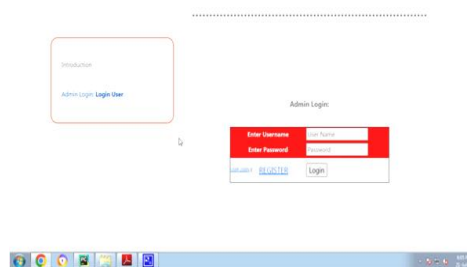 Introduction
Admin Login Login User
Admin Login:
Enter Username User Name
Enter Password Password
REGISTER Login